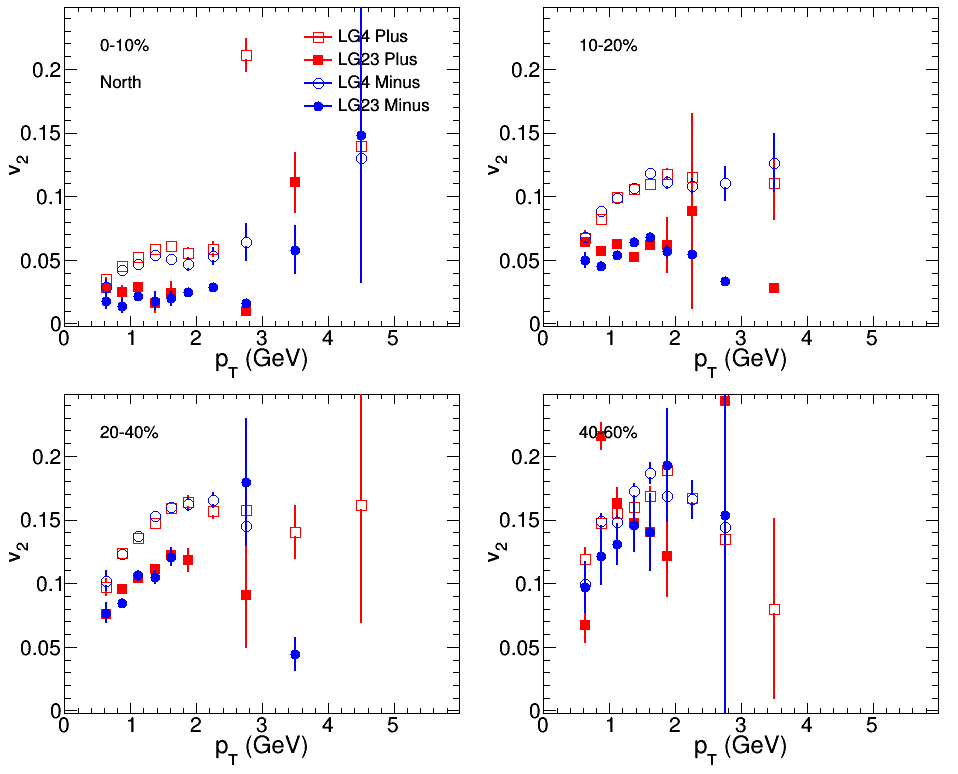 0-10%
North
LG4 Plus
LG23 Plus
LG4 Minus
LG23 Minus
v2
0.2
0.15
0.1
0.05
0
0 1 2 3 4 5
pT (GeV)
10-20%
v2
0.2
0.15
0.1
0.05
0
0 1 2 3 4 5
pT (GeV)
20-40%
v2
0.2
0.15
0.1
0.05
0
0 1 2 3 4 5
pT (GeV)
40-60%
v2
0.2
0.15
0.1
0.05
0
0 1 2 3 4 5
pT (GeV)